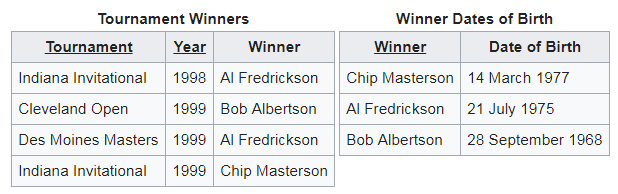 Tournament Winners
Tournament Year Winner
Indiana Invitational 1998 Al Fredrickson
Cleveland Open 1999 Bob Albertson
Des Moines Masters 1999 Al Fredrickson
Indiana Invitational 1999 Chip Masterson
Winner Dates of Birth
Winner Date of Birth
Chip Masterson 14 March 1977
Al Fredrickson 21 July 1975
Bob Albertson 28 September 1968